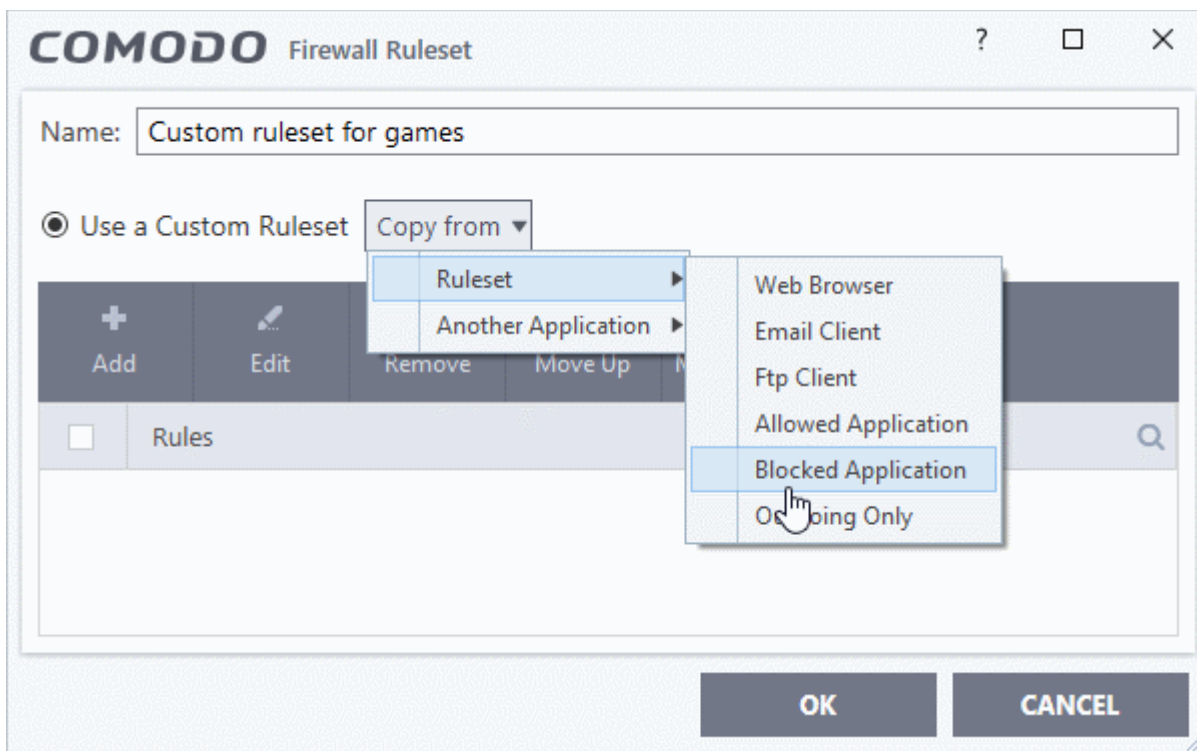 COMODO Firewall Ruleset ?
Name: Custom ruleset for games
Use a Custom Ruleset Copy from
Ruleset
Another Application
Web Browser
Email Client
Ftp Client
Allowed Application
Blocked Application
Only
Add Edit Remove Move Up
Rules
OK CANCEL